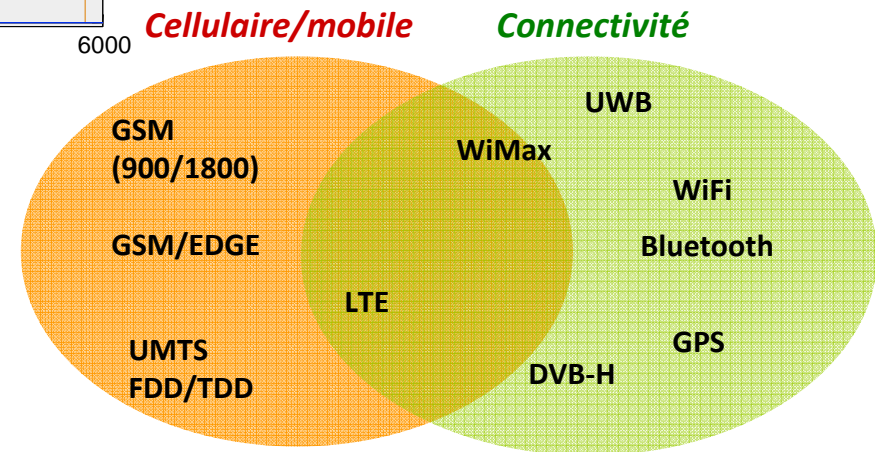 6000
Cellulaire/mobile
Connectivité
GSM
(900/1800)
GSM/EDGE
UMTS
FDD/TDD
LTE
WiMax
UWB
WiFi
Bluetooth
GPS
DVB-H